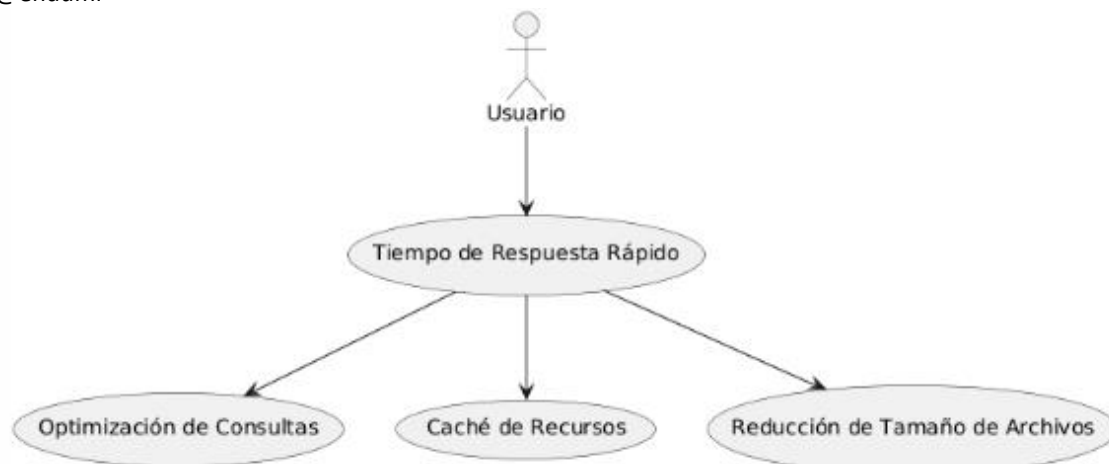 Usuario
Tiempo de Respuesta Rápido
Optimización de Consultas
Caché de Recursos
Reducción de Tamaño de Archivos